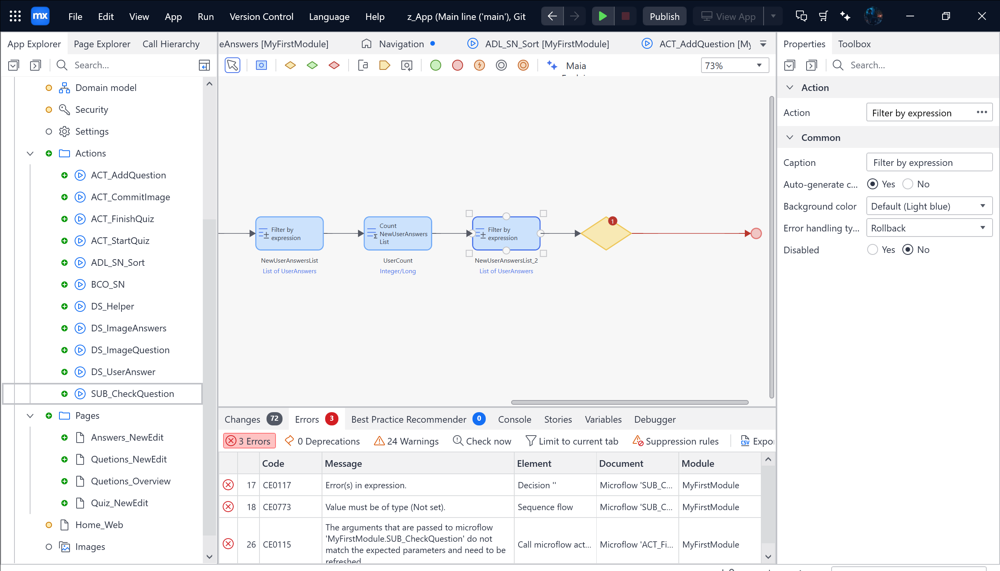 mx File Edit View App Run Version Control Language Help z_App (Main line ('main'), Git Publish View App
App Explorer Page Explorer Call Hierarchy
eAnswers [MyFirstModule] Navigation ADL_SN_Sort [MyFirstModule] ACT_AddQuestion [My
Properties Toolbox
Search...
Maia
73%
Search...
Domain model
Security
Settings
Actions
ACT_AddQuestion
ACT_CommitImage
ACT_FinishQuiz
ACT_StartQuiz
ADL_SN_Sort
BCO_SN
DS_Helper
DS_ImageAnswers
DS_ImageQuestion
DS_UserAnswer
SUB_CheckQuestion
Pages
Answers_NewEdit
Quetions_NewEdit
Quetions_Overview
Quiz_NewEdit
Home_Web
Images
Filter by
expression
NewUserAnswersList
List of UserAnswers
Count
NewUserAnswers
List
UserCount
Integer/Long
Filter by
expression
NewUserAnswersList_2
List of UserAnswers
1
Action
Action Filter by expression
Common
Caption Filter by expression
Auto-generate c... Yes No
Background color Default (Light blue)
Error handling ty... Rollback
Disabled Yes No
Changes 72 Errors 3 Best Practice Recommender 0 Console Stories Variables Debugger
3 Errors 0 Deprecations 24 Warnings Check now Limit to current tab Suppression rules CSV Expo
Code Message Element Document Module
17 CE0117 Error(s) in expression. Decision '' Microflow 'SUB_C... MyFirstModule
18 CE0773 Value must be of type (Not set). Sequence flow Microflow 'SUB_C... MyFirstModule
26 CE0115 The arguments that are passed to microflow
'MyFirstModule.SUB_CheckQuestion' do not
match the expected parameters and need to be
refreshed
Call microflow act... Microflow 'ACT_Fi... MyFirstModule